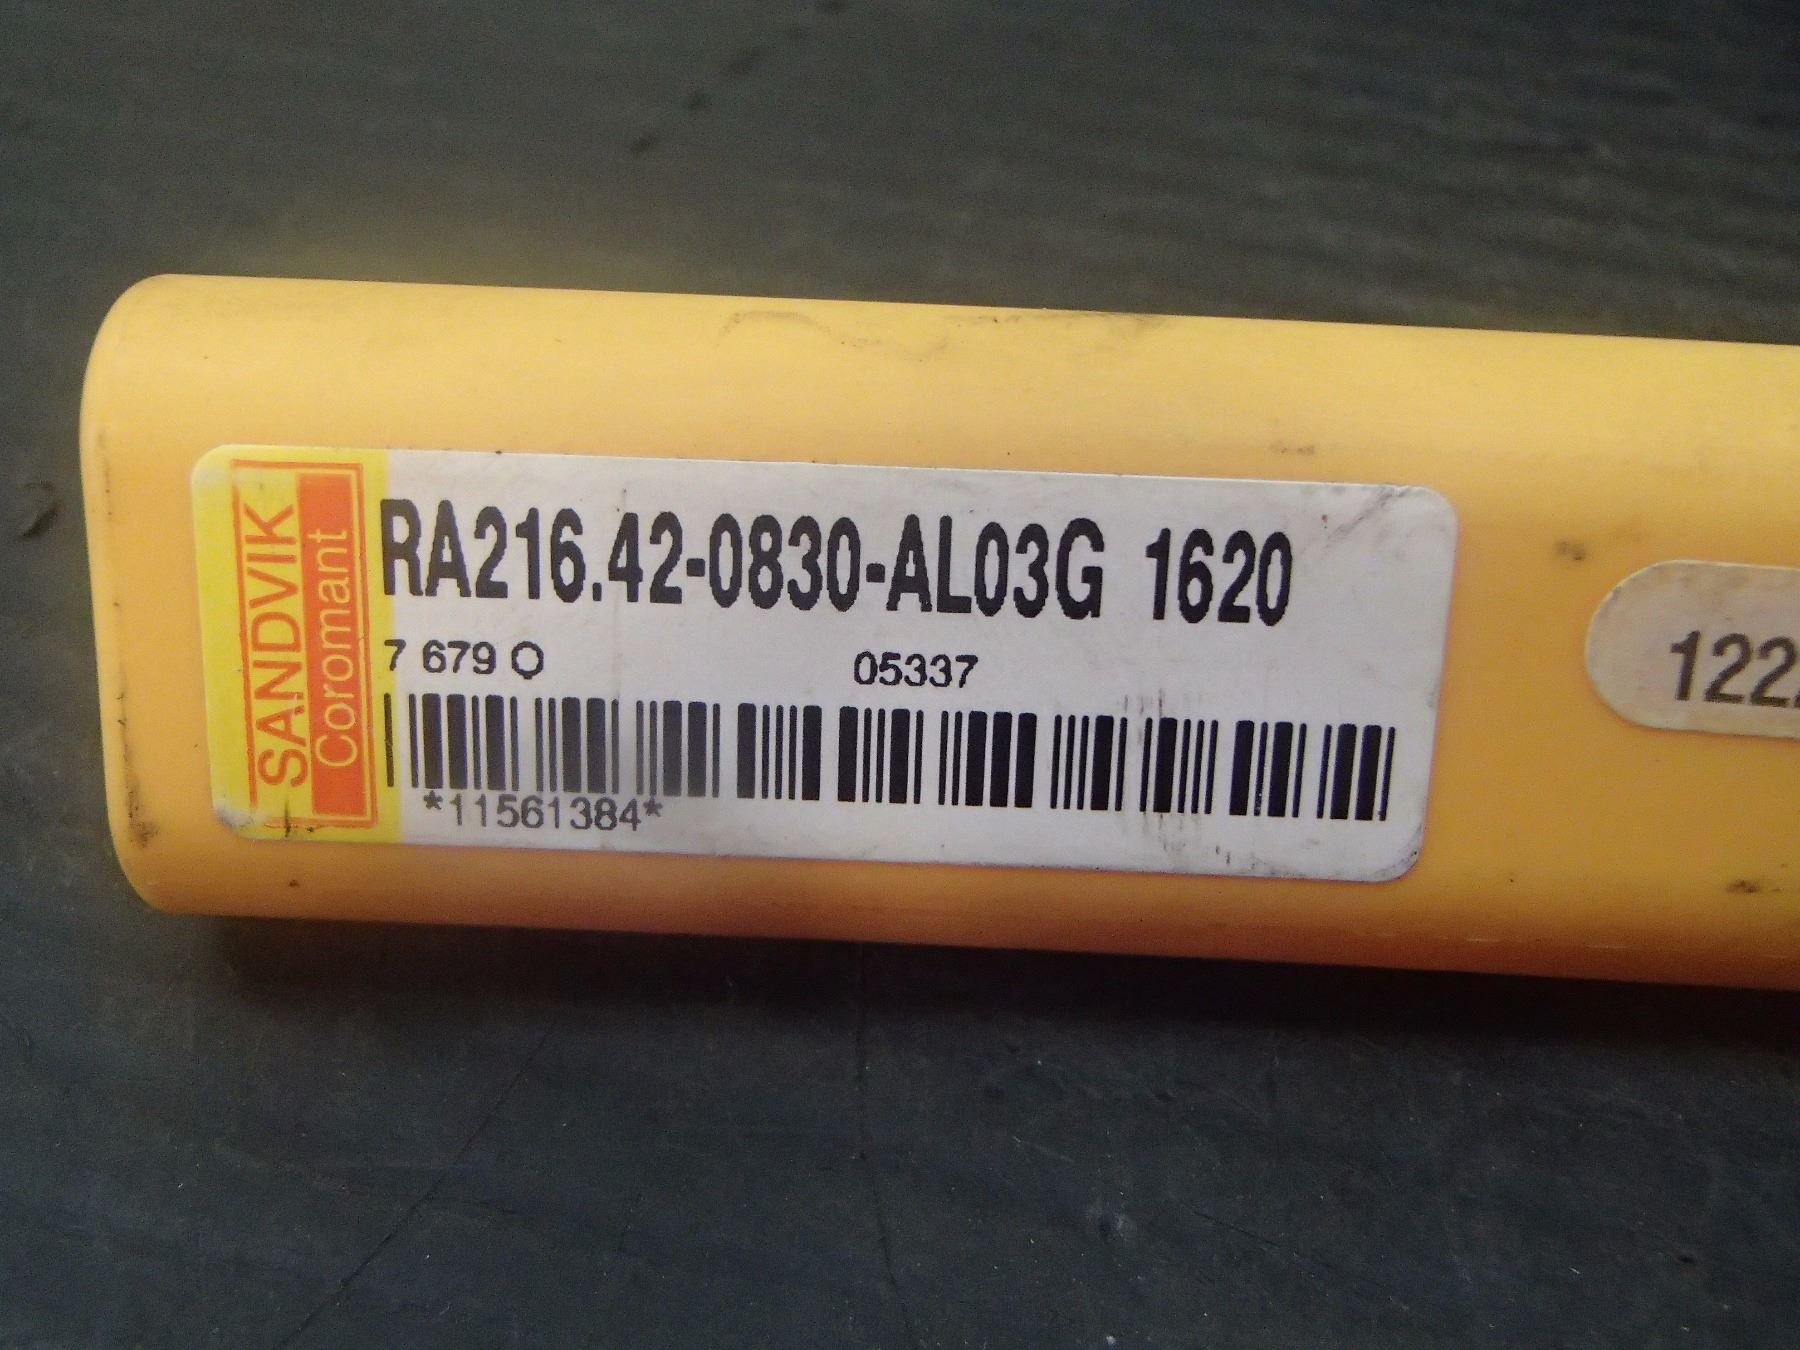 SANDVIK
Coromant
RA216.42-0830-AL03G 1620
7 679 Q 05337
*11561384*
122